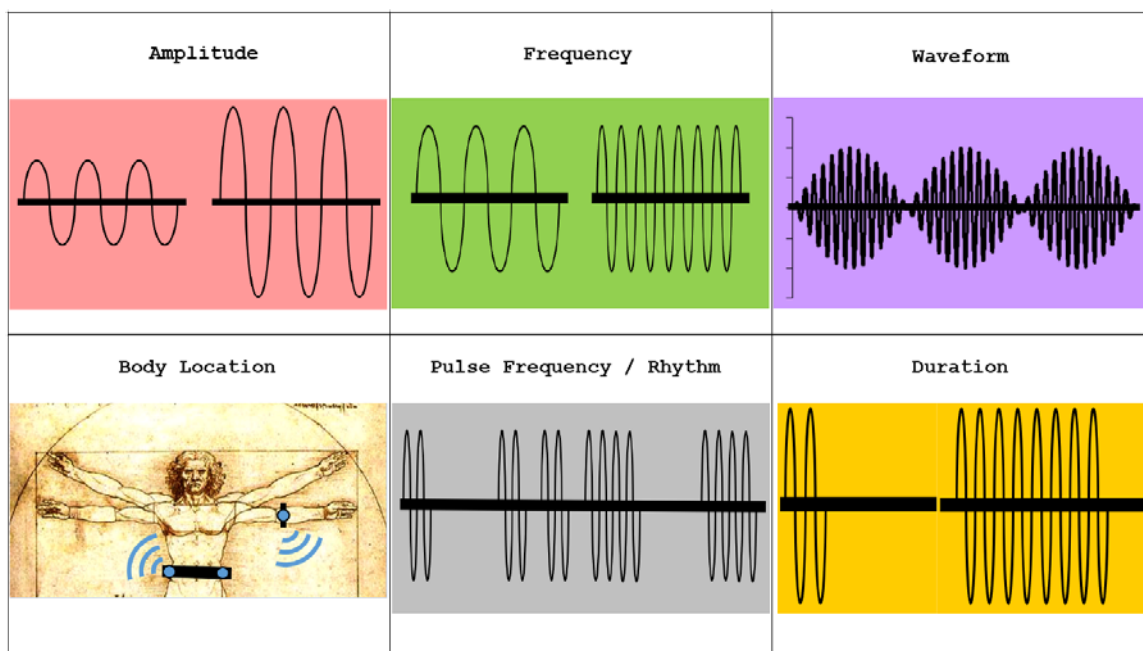 Amplitude
Frequency
Waveform
Body Location
Pulse Frequency / Rhythm
Duration